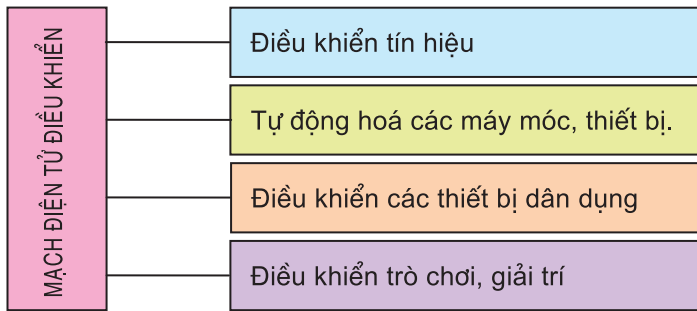 MẠCH ĐIỆN TỬ ĐIỀU KHIỂN
Điều khiển tín hiệu
Tự động hoá các máy móc, thiết bị.
Điều khiển các thiết bị dân dụng
Điều khiển trò chơi, giải trí